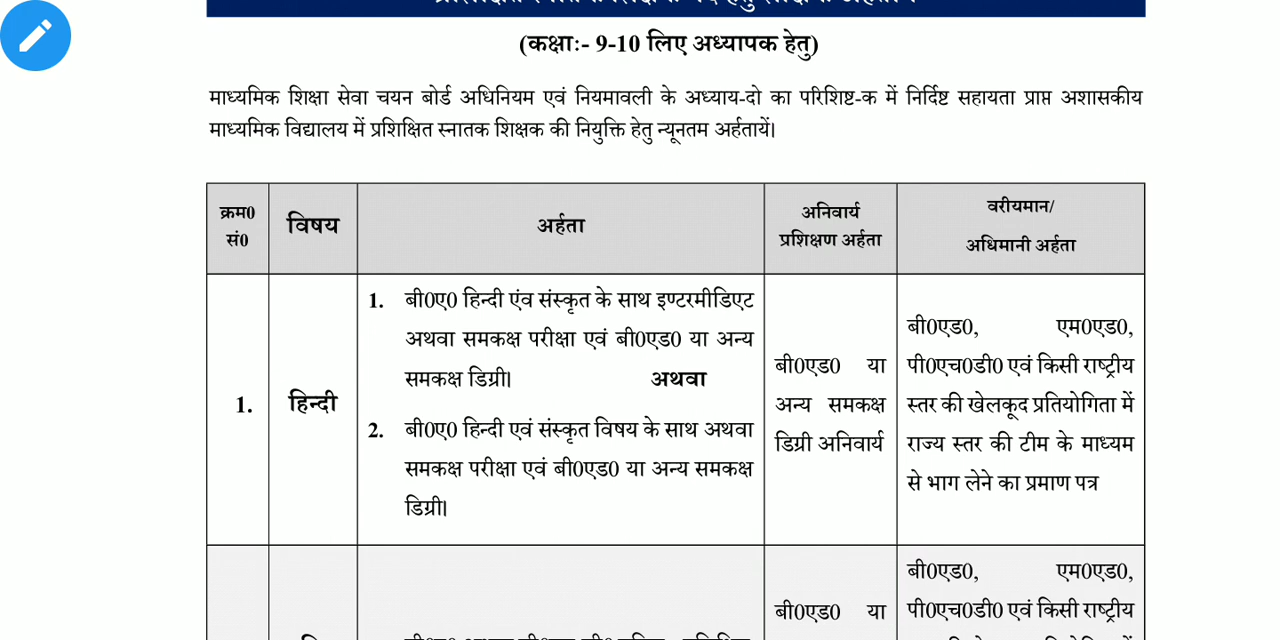 (कक्षाः- 9-10 लिए अध्यापक हेतु)
माध्यमिक शिक्षा सेवा चयन बोर्ड अधिनियम एवं नियमावली के अध्याय-दो का परिशिष्ट-क में निर्दिष्ट सहायता प्राप्त अशासकीय
माध्यमिक विद्यालय में प्रशिक्षित स्नातक शिक्षक की नियुक्ति हेतु न्यूनतम अर्हतायें।
क्रम0
सं0
विषय
अर्हता
अनिवार्य
प्रशिक्षण अर्हता
वरीयमान/
अधिमानी अर्हता
1.
हिन्दी
1. बी0ए0 हिन्दी एंव संस्कृत के साथ इण्टरमीडिएट
अथवा समकक्ष परीक्षा एवं बी0एड0 या अन्य
समकक्ष डिग्री। अथवा
2. बी0ए0 हिन्दी एवं संस्कृत विषय के साथ अथवा
समकक्ष परीक्षा एवं बी0एड0 या अन्य समकक्ष
डिग्री।
बी0एड0 या
अन्य समकक्ष
डिग्री अनिवार्य
बी0एड0, एम0एड0,
पी0एच0डी0 एवं किसी राष्ट्रीय
स्तर की खेलकूद प्रतियोगिता में
राज्य स्तर की टीम के माध्यम
से भाग लेने का प्रमाण पत्र
बी0एड0 या
बी0एड0, एम0एड0,
पी0एच0डी0 एवं किसी राष्ट्रीय